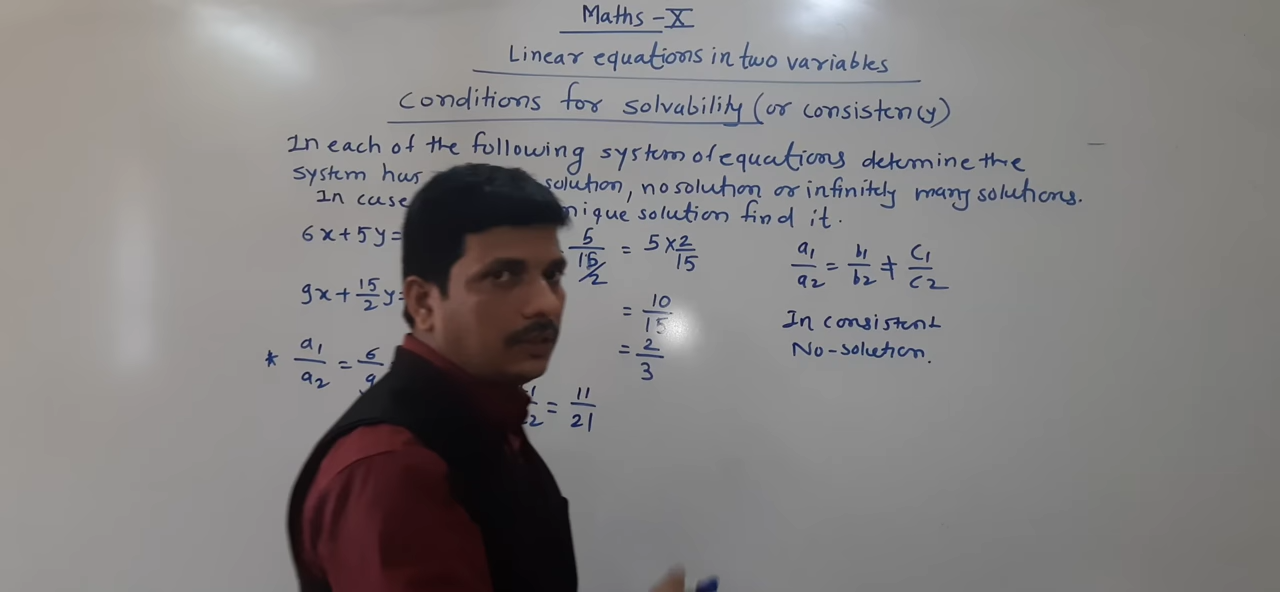 Maths - X
Linear equations in two variables
Conditions for solvability (or consistency)
In each of the following system of equations determine the
system has solution, no solution or infinitely many solutions.
In case nique solution find it.
6x + 5y =
9x + 15/2 y =
* a1/a2 = 6/9
5/(15/2) = 5 × 2/15
= 10/15
= 2/3
= 11/21
a1/a2 = b1/b2 ≠ c1/c2
In consistent
No-solution.